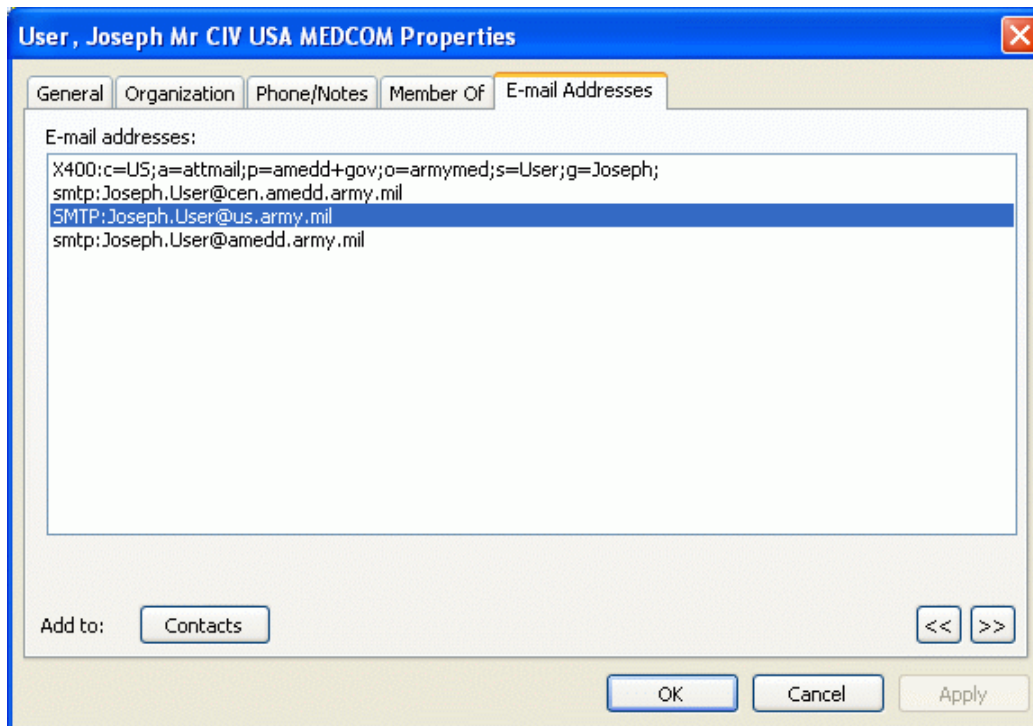 User, Joseph Mr CIV USA MEDCOM Properties
General Organization Phone/Notes Member Of E-mail Addresses
E-mail addresses:
X400:c=US;a=attmail;p=amedd+gov;o=armymed;s=User;g=Joseph;
smtp:Joseph.User@cen.amedd.army.mil
SMTP:Joseph.User@us.army.mil
smtp:Joseph.User@amedd.army.mil
Add to: Contacts << >>
OK Cancel Apply